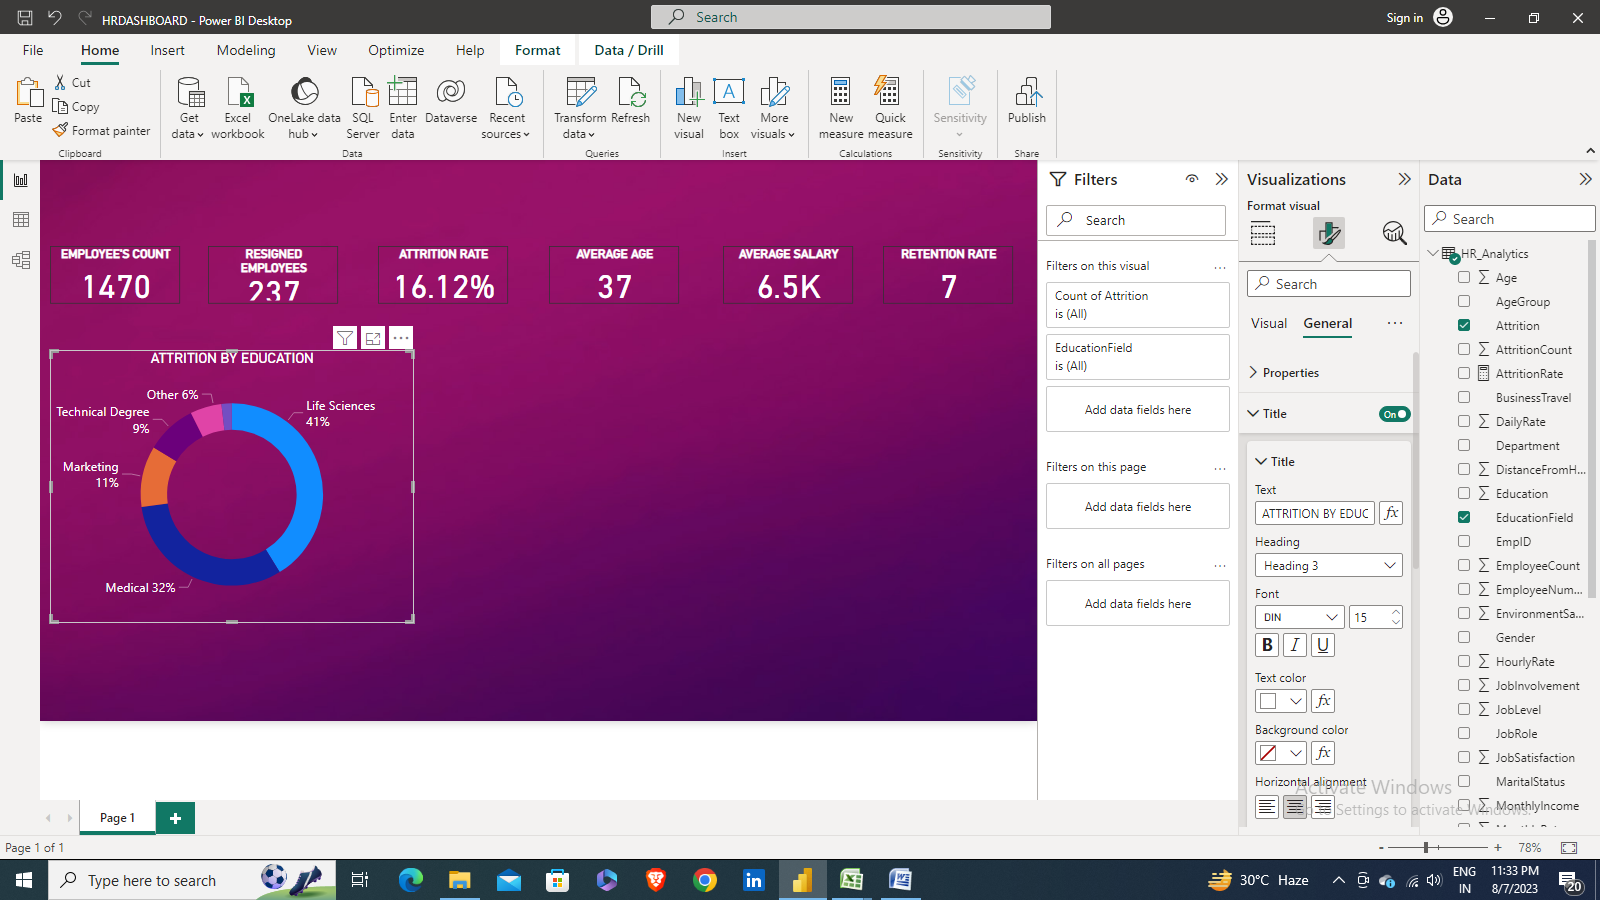 HRDASHBOARD - Power BI Desktop
Search
Sign in
File
Home
Insert
Modeling
View
Optimize
Help
Format
Data / Drill
Paste
Cut
Copy
Format painter
Clipboard
Get
data
Excel
workbook
OneLake data
hub
SQL
Server
Enter
data
Dataverse
Recent
sources
Data
Transform
data
Refresh
Queries
New
visual
Text
box
More
visuals
Insert
New
measure
Quick
measure
Calculations
Sensitivity
Sensitivity
Publish
Share
EMPLOYEE'S COUNT
1470
RESIGNED
EMPLOYEES
237
ATTRITION RATE
16.12%
AVERAGE AGE
37
AVERAGE SALARY
6.5K
RETENTION RATE
7
ATTRITION BY EDUCATION
Other 6%
Technical Degree
9%
Life Sciences
41%
Marketing
11%
Medical 32%
Filters
Search
Filters on this visual
Count of Attrition
is (All)
EducationField
is (All)
Add data fields here
Filters on this page
Add data fields here
Filters on all pages
Add data fields here
Visualizations
Format visual
Search
Visual
General
Properties
Title
On
Title
Text
ATTRITION BY EDUC
fx
Heading
Heading 3
Font
DIN
15
B
I
U
Text color
fx
Background color
fx
Horizontal alignment
Data
Search
HR_Analytics
Age
AgeGroup
Attrition
AttritionCount
AttritionRate
BusinessTravel
DailyRate
Department
DistanceFromH...
Education
EducationField
EmpID
EmployeeCount
EmployeeNum...
EnvironmentSa...
Gender
HourlyRate
JobInvolvement
JobLevel
JobRole
JobSatisfaction
MaritalStatus
MonthlyIncome
Activate Windows
Go to Settings to activate Windows.
Page 1
Page 1 of 1
78%
Type here to search
30°C Haze
ENG
IN
11:33 PM
8/7/2023
20